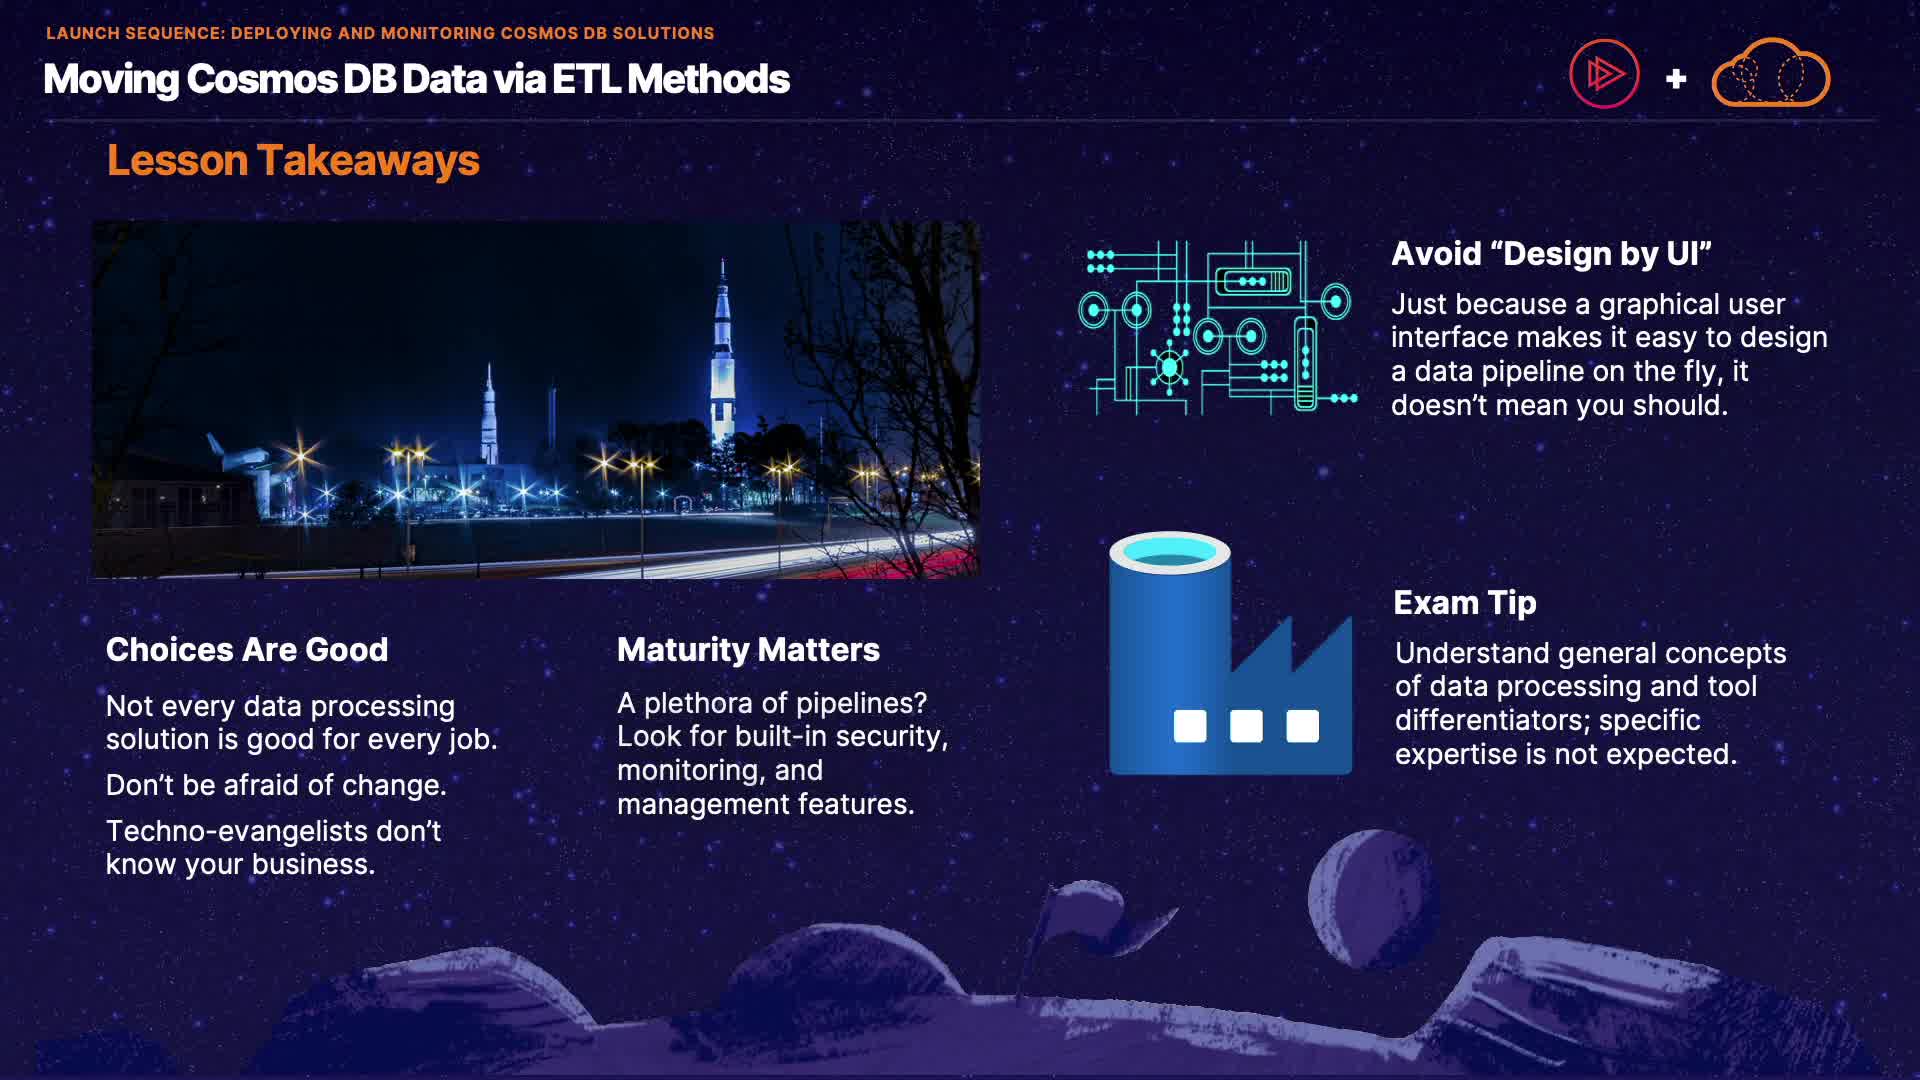 LAUNCH SEQUENCE: DEPLOYING AND MONITORING COSMOS DB SOLUTIONS
Moving Cosmos DB Data via ETL Methods
Lesson Takeaways
Choices Are Good
Not every data processing
solution is good for every job.
Don’t be afraid of change.
Techno-evangelists don’t
know your business.
Maturity Matters
A plethora of pipelines?
Look for built-in security,
monitoring, and
management features.
Avoid “Design by UI”
Just because a graphical user
interface makes it easy to design
a data pipeline on the fly, it
doesn’t mean you should.
Exam Tip
Understand general concepts
of data processing and tool
differentiators; specific
expertise is not expected.